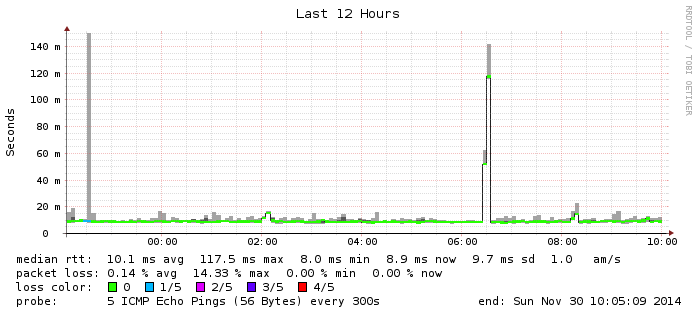 Last 12 Hours
RRDTOOL / TOBI OETIKER
Seconds
140 m
120 m
100 m
80 m
60 m
40 m
20 m
0
00:00 02:00 04:00 06:00 08:00 10:00
median rtt: 10.1 ms avg 117.5 ms max 8.0 ms min 8.9 ms now 9.7 ms sd 1.0 am/s
packet loss: 0.14 % avg 14.33 % max 0.00 % min 0.00 % now
loss color: 0 1/5 2/5 3/5 4/5
probe: 5 ICMP Echo Pings (56 Bytes) every 300s end: Sun Nov 30 10:05:09 2014